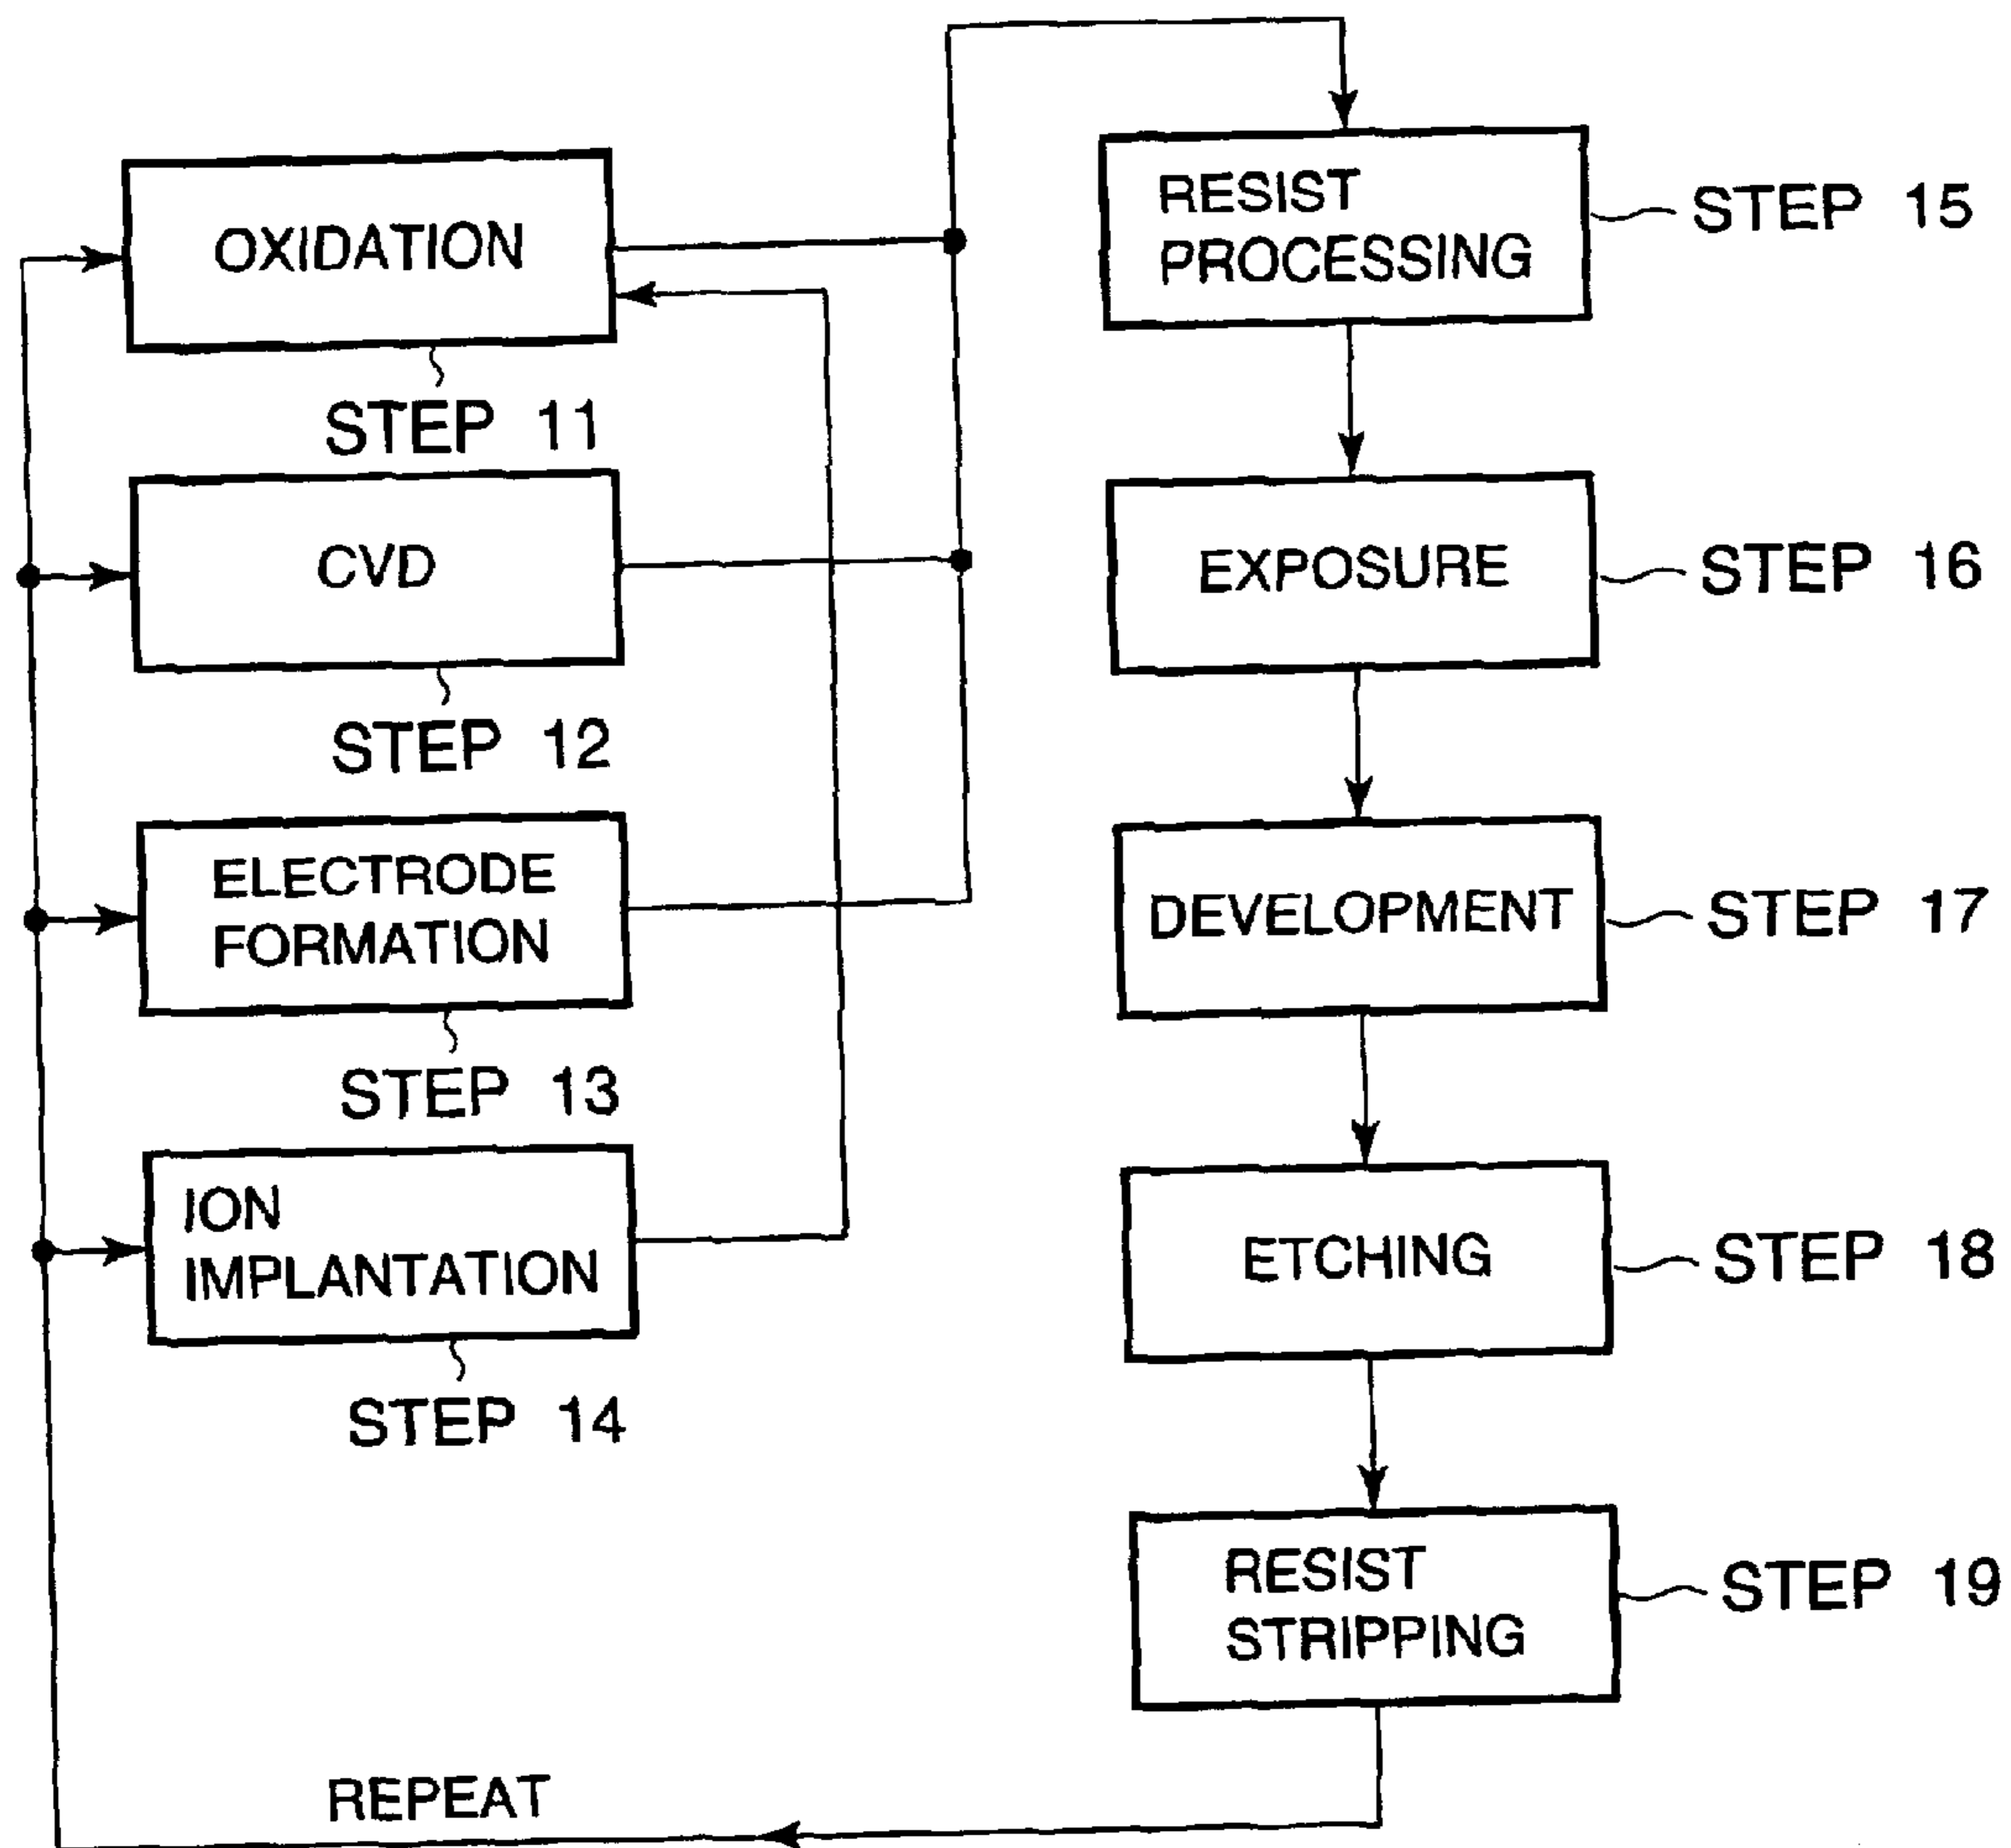 OXIDATION
STEP 11
CVD
STEP 12
ELECTRODE
FORMATION
STEP 13
ION
IMPLANTATION
STEP 14
RESIST
PROCESSING
STEP 15
EXPOSURE
STEP 16
DEVELOPMENT
STEP 17
ETCHING
STEP 18
RESIST
STRIPPING
STEP 19
REPEAT